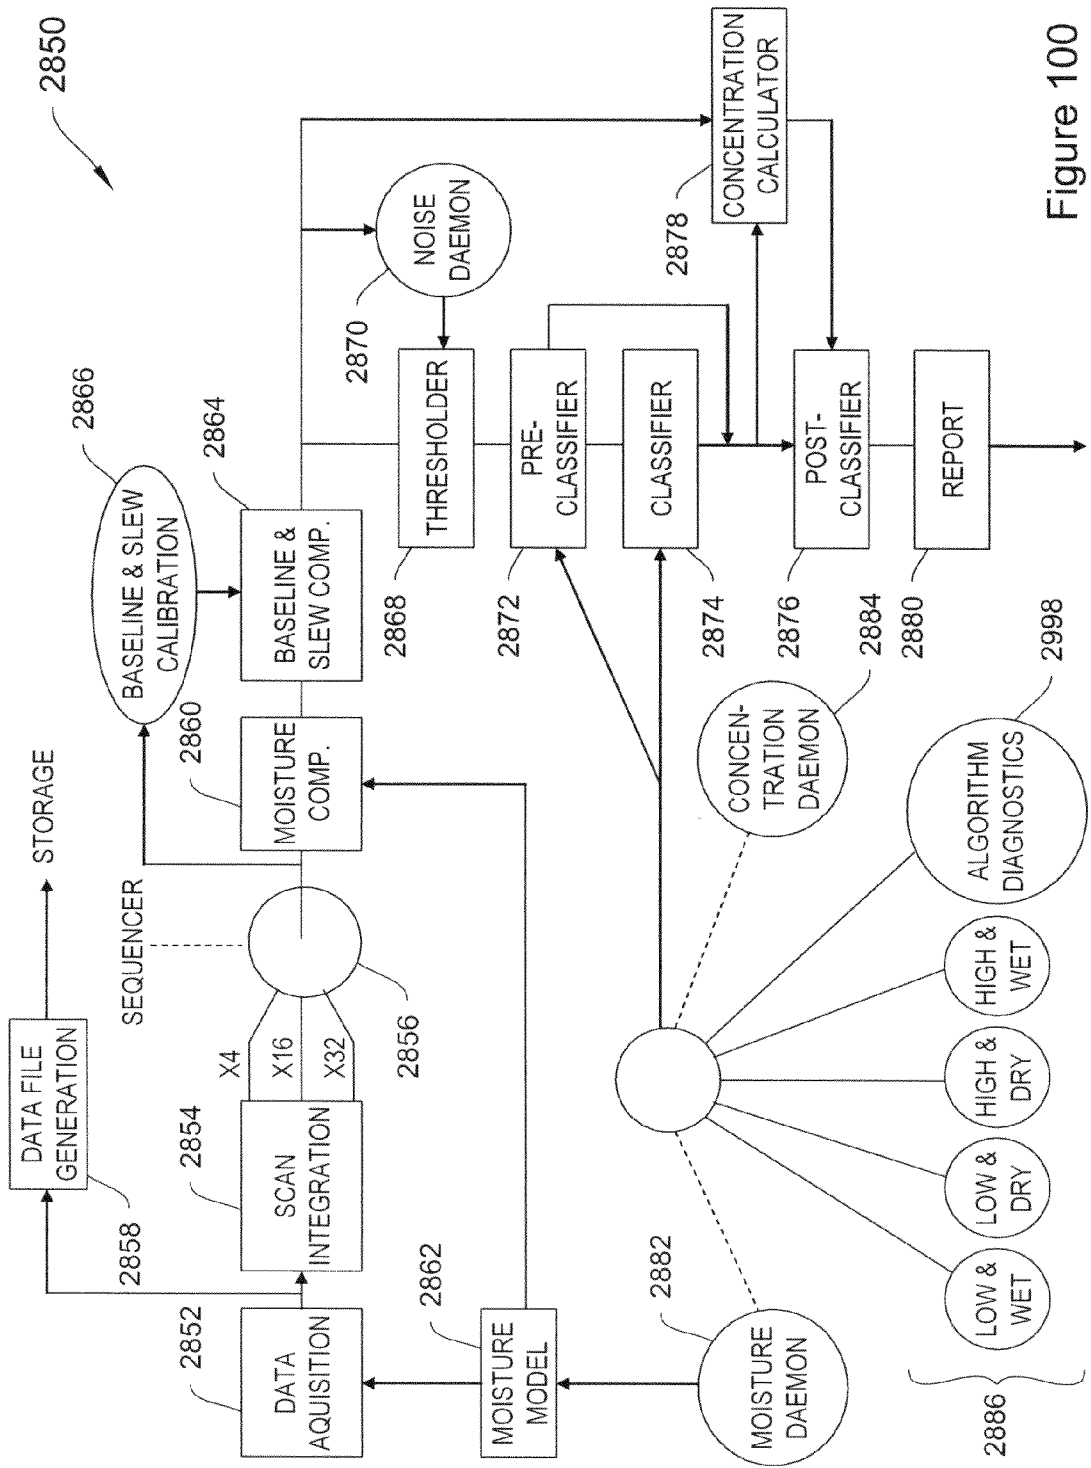 2850
DATA FILE
GENERATION
2858
STORAGE
SEQUENCER
2866
BASELINE & SLEW
CALIBRATION
2852
DATA
AQUISITION
2854
SCAN
INTEGRATION
X4
X16
X32
2856
2860
MOISTURE
COMP.
2864
BASELINE &
SLEW COMP.
2862
MOISTURE
MODEL
2868
THRESHOLDER
2870
NOISE
DAEMON
2872
PRE-
CLASSIFIER
2874
CLASSIFIER
2878
CONCENTRATION
CALCULATOR
2876
POST-
CLASSIFIER
2880
REPORT
2882
MOISTURE
DAEMON
2884
CONCEN-
TRATION
DAEMON
2886
LOW &
WET
LOW &
DRY
HIGH &
DRY
HIGH &
WET
2998
ALGORITHM
DIAGNOSTICS
Figure 100